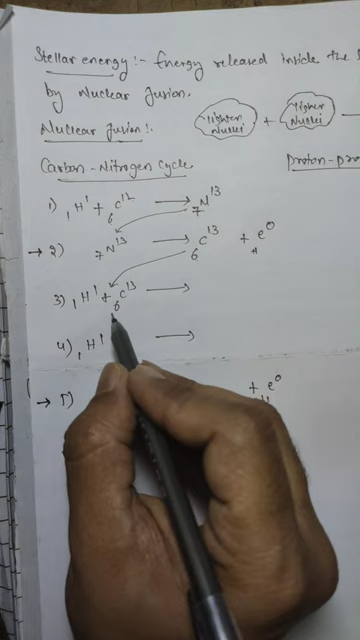 Stellar energy :- Energy released inside the
by Nuclear fusion.
Nuclear fusion :- Lighter Nuclei + Lighter Nuclei
Carbon-Nitrogen Cycle Proton-pro
1) ₁H¹ + ₆C¹² → ₇N¹³
→ 2) ₇N¹³ → ₆C¹³ + ₊₁e⁰
3) ₁H¹ + ₆C¹³ →
4) ₁H¹ →
→ 5) + e⁰